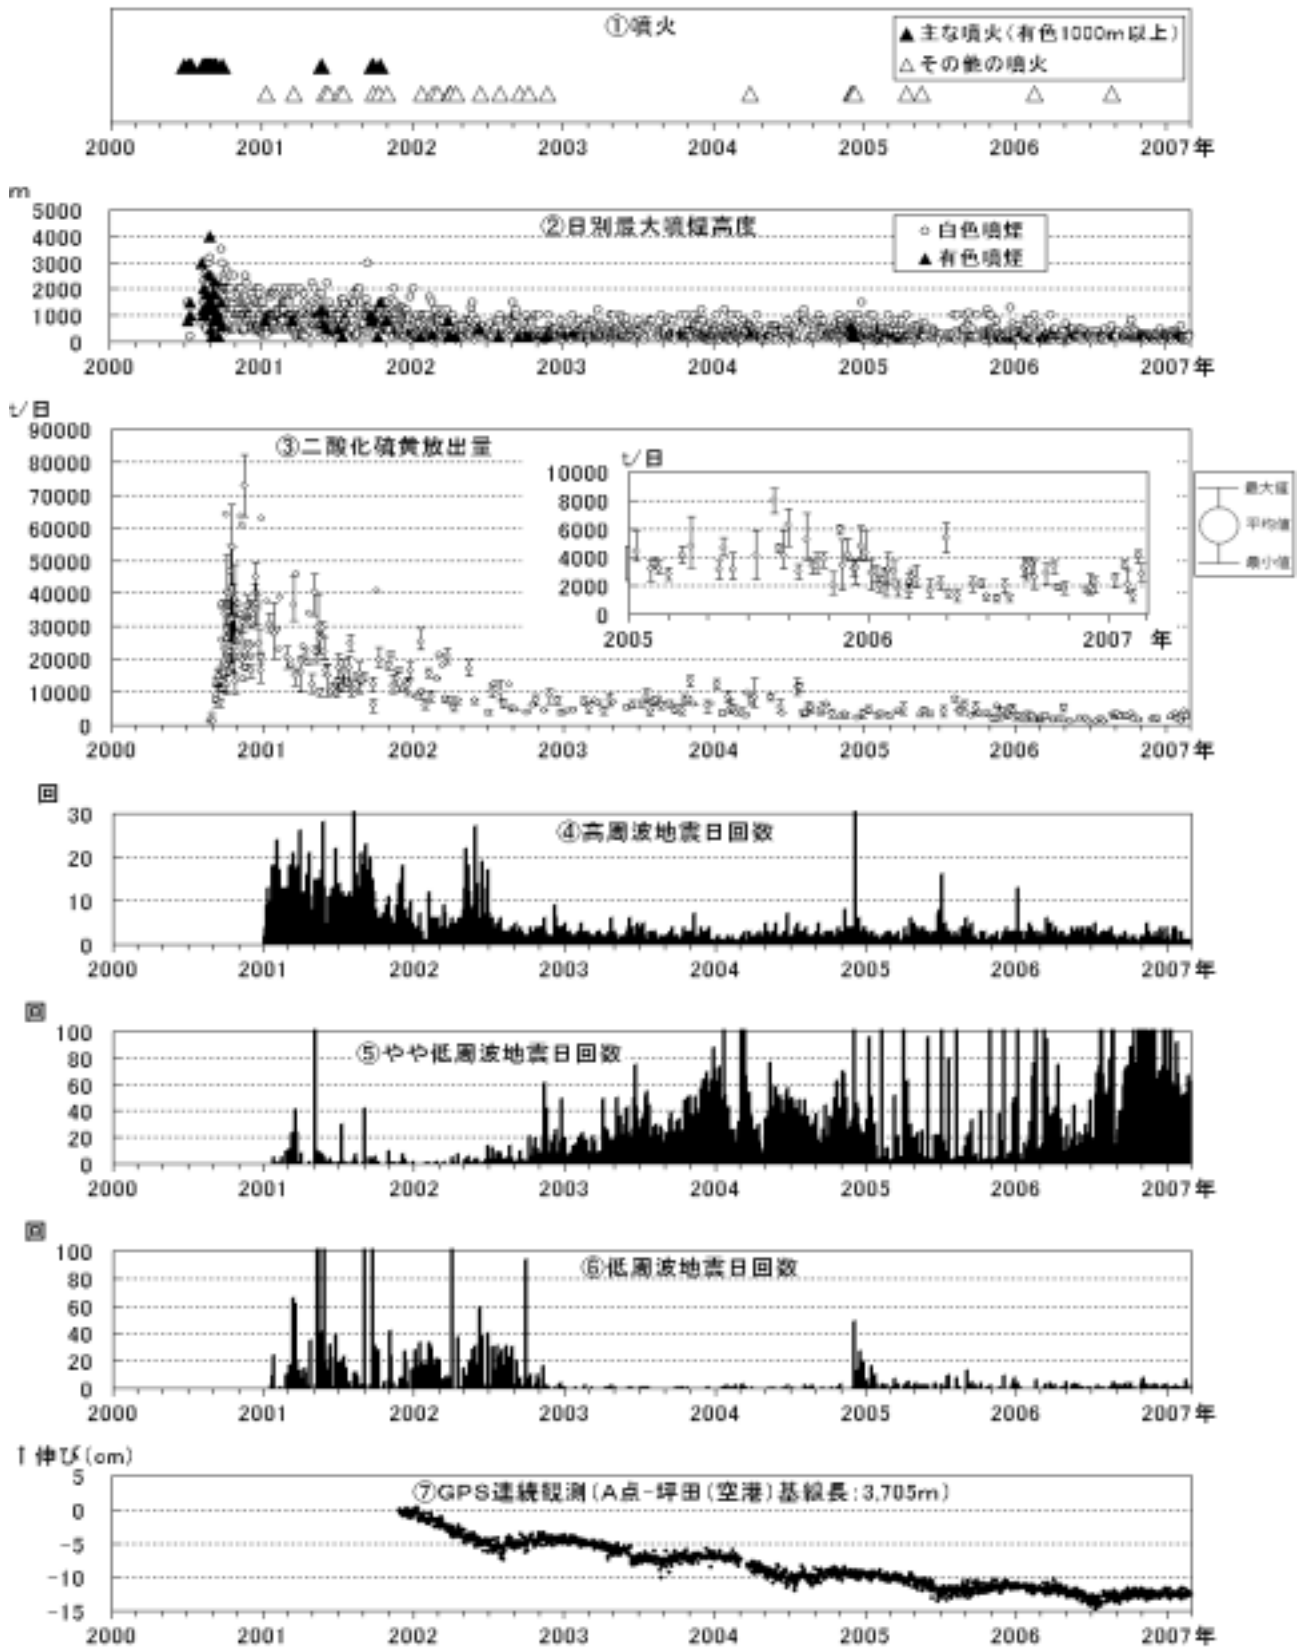 ①噴火
▲主な噴火(有色1000m以上)
△その他の噴火
2000 2001 2002 2003 2004 2005 2006 2007年
m
5000
4000
3000
2000
1000
0
②日別最大噴煙高度
○ 白色噴煙
▲ 有色噴煙
2000 2001 2002 2003 2004 2005 2006 2007年
t/日
90000
80000
70000
60000
50000
40000
30000
20000
10000
0
③二酸化硫黄放出量
t/日
10000
8000
6000
4000
2000
0
2005 2006 2007 年
最大値
平均値
最小値
2000 2001 2002 2003 2004 2005 2006 2007年
回
30
20
10
0
④高周波地震日回数
2000 2001 2002 2003 2004 2005 2006 2007年
回
100
80
60
40
20
0
⑤やや低周波地震日回数
2000 2001 2002 2003 2004 2005 2006 2007年
回
100
80
60
40
20
0
⑥低周波地震日回数
2000 2001 2002 2003 2004 2005 2006 2007年
↑伸び(cm)
5
0
-5
-10
-15
⑦GPS連続観測(A点-坪田(空港)基線長:3,705m)
2000 2001 2002 2003 2004 2005 2006 2007年